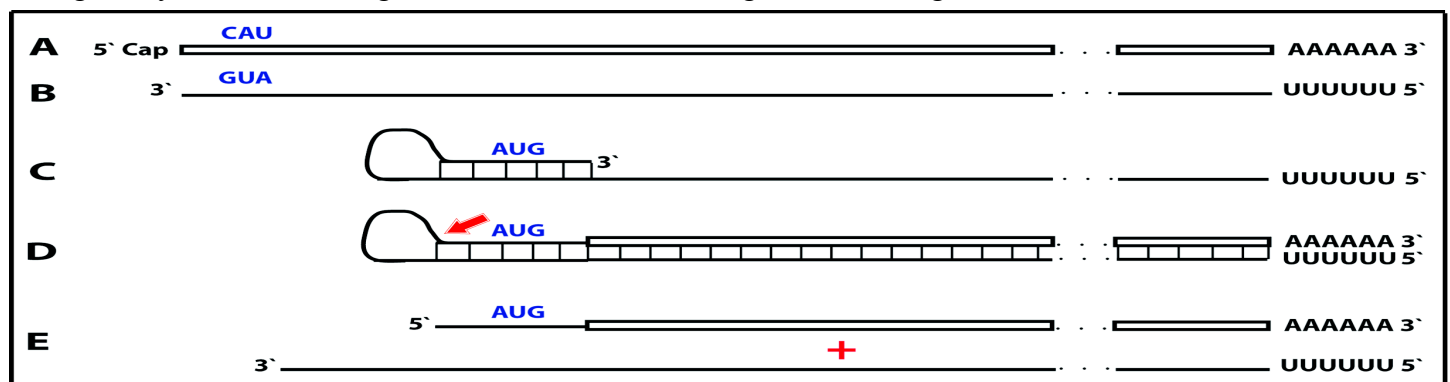 CAU
A 5` Cap . . . AAAAAA 3`
GUA
B 3` . . . UUUUUU 5`
AUG
3`
C . . . UUUUUU 5`
AUG
D . . . AAAAAA 3`
. . . UUUUUU 5`
AUG
5` . . . AAAAAA 3`
E +
3` . . . UUUUUU 5`